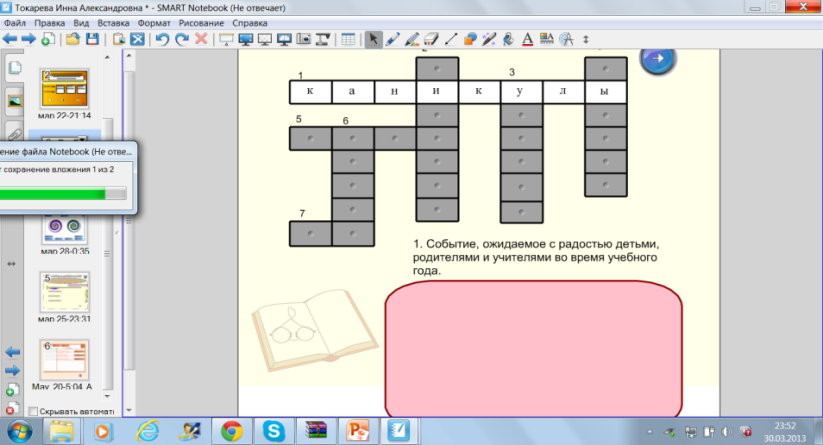 Токарева Инна Александровна * - SMART Notebook (Не отвечает)
Файл Правка Вид Вставка Формат Рисование Справка
2
мар 22-21:14
ение файла Notebook (Не отве...
т сохранение вложения 1 из 2
мар 28-0:35
5
мар 25-23:31
6
Мах 20-5:04 А
Скрывать автомати
3
1
к а н и к у л ы
5 6
7
1. Событие, ожидаемое с радостью детьми,
родителями и учителями во время учебного
года.
23:52
30.03.2013